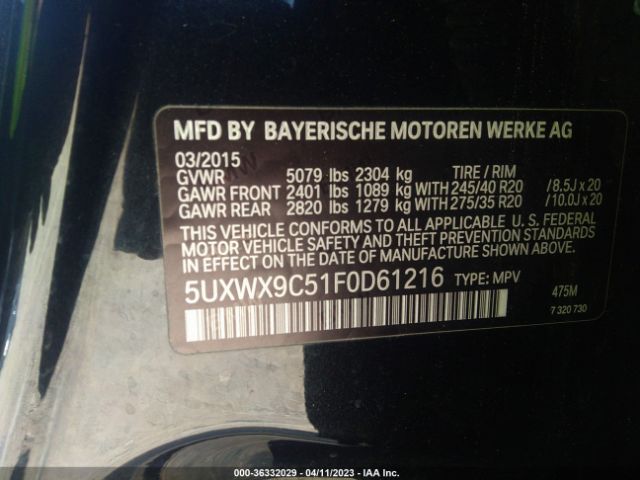 MFD BY BAYERISCHE MOTOREN WERKE AG
03/2015
GVWR 5079 lbs 2304 kg TIRE / RIM
GAWR FRONT 2401 lbs 1089 kg WITH 245/40 R20 / 8.5J x 20
GAWR REAR 2820 lbs 1279 kg WITH 275/35 R20 / 10.0J x 20
THIS VEHICLE CONFORMS TO ALL APPLICABLE U. S. FEDERAL
MOTOR VEHICLE SAFETY AND THEFT PREVENTION STANDARDS
IN EFFECT ON THE DATE OF MANUFACTURE SHOWN ABOVE.
5UXWX9C51F0D61216 TYPE: MPV 475M
7 320 730
000-36332029 - 04/11/2023 - IAA Inc.